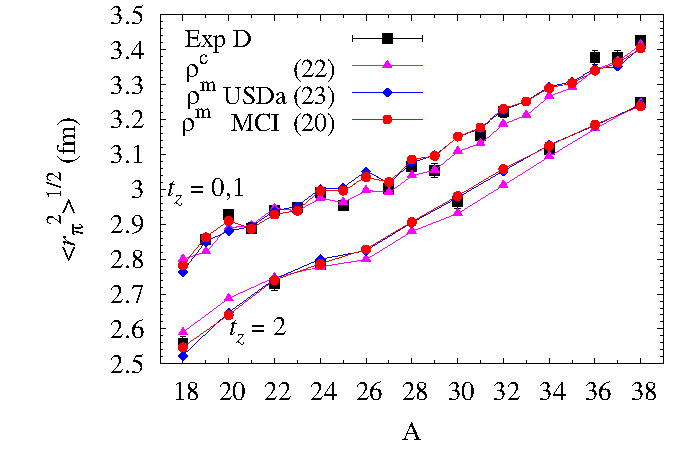 3.5
3.4
3.3
3.2
3.1
3
2.9
2.8
2.7
2.6
2.5
<r_π^2>^1/2 (fm)
Exp D
ρ^c (22)
ρ^m USDa (23)
ρ^m MCI (20)
t_z = 0,1
t_z = 2
18 20 22 24 26 28 30 32 34 36 38
A